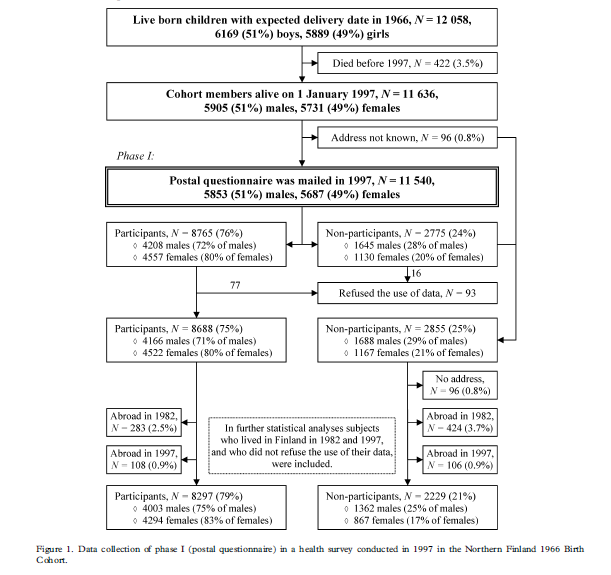 Live born children with expected delivery date in 1966, N = 12 058,
6169 (51%) boys, 5889 (49%) girls
Died before 1997, N = 422 (3.5%)
Cohort members alive on 1 January 1997, N = 11 636,
5905 (51%) males, 5731 (49%) females
Address not known, N = 96 (0.8%)
Phase I:
Postal questionnaire was mailed in 1997, N = 11 540,
5853 (51%) males, 5687 (49%) females
Participants, N = 8765 (76%)
◊ 4208 males (72% of males)
◊ 4557 females (80% of females)
Non-participants, N = 2775 (24%)
◊ 1645 males (28% of males)
◊ 1130 females (20% of females)
16
77
Refused the use of data, N = 93
Participants, N = 8688 (75%)
◊ 4166 males (71% of males)
◊ 4522 females (80% of females)
Non-participants, N = 2855 (25%)
◊ 1688 males (29% of males)
◊ 1167 females (21% of females)
No address,
N = 96 (0.8%)
Abroad in 1982,
N = 283 (2.5%)
Abroad in 1997,
N = 108 (0.9%)
In further statistical analyses subjects
who lived in Finland in 1982 and 1997,
and who did not refuse the use of their data,
were included.
Abroad in 1982,
N = 424 (3.7%)
Abroad in 1997,
N = 106 (0.9%)
Participants, N = 8297 (79%)
◊ 4003 males (75% of males)
◊ 4294 females (83% of females)
Non-participants, N = 2229 (21%)
◊ 1362 males (25% of males)
◊ 867 females (17% of females)
Figure 1. Data collection of phase I (postal questionnaire) in a health survey conducted in 1997 in the Northern Finland 1966 Birth
Cohort.